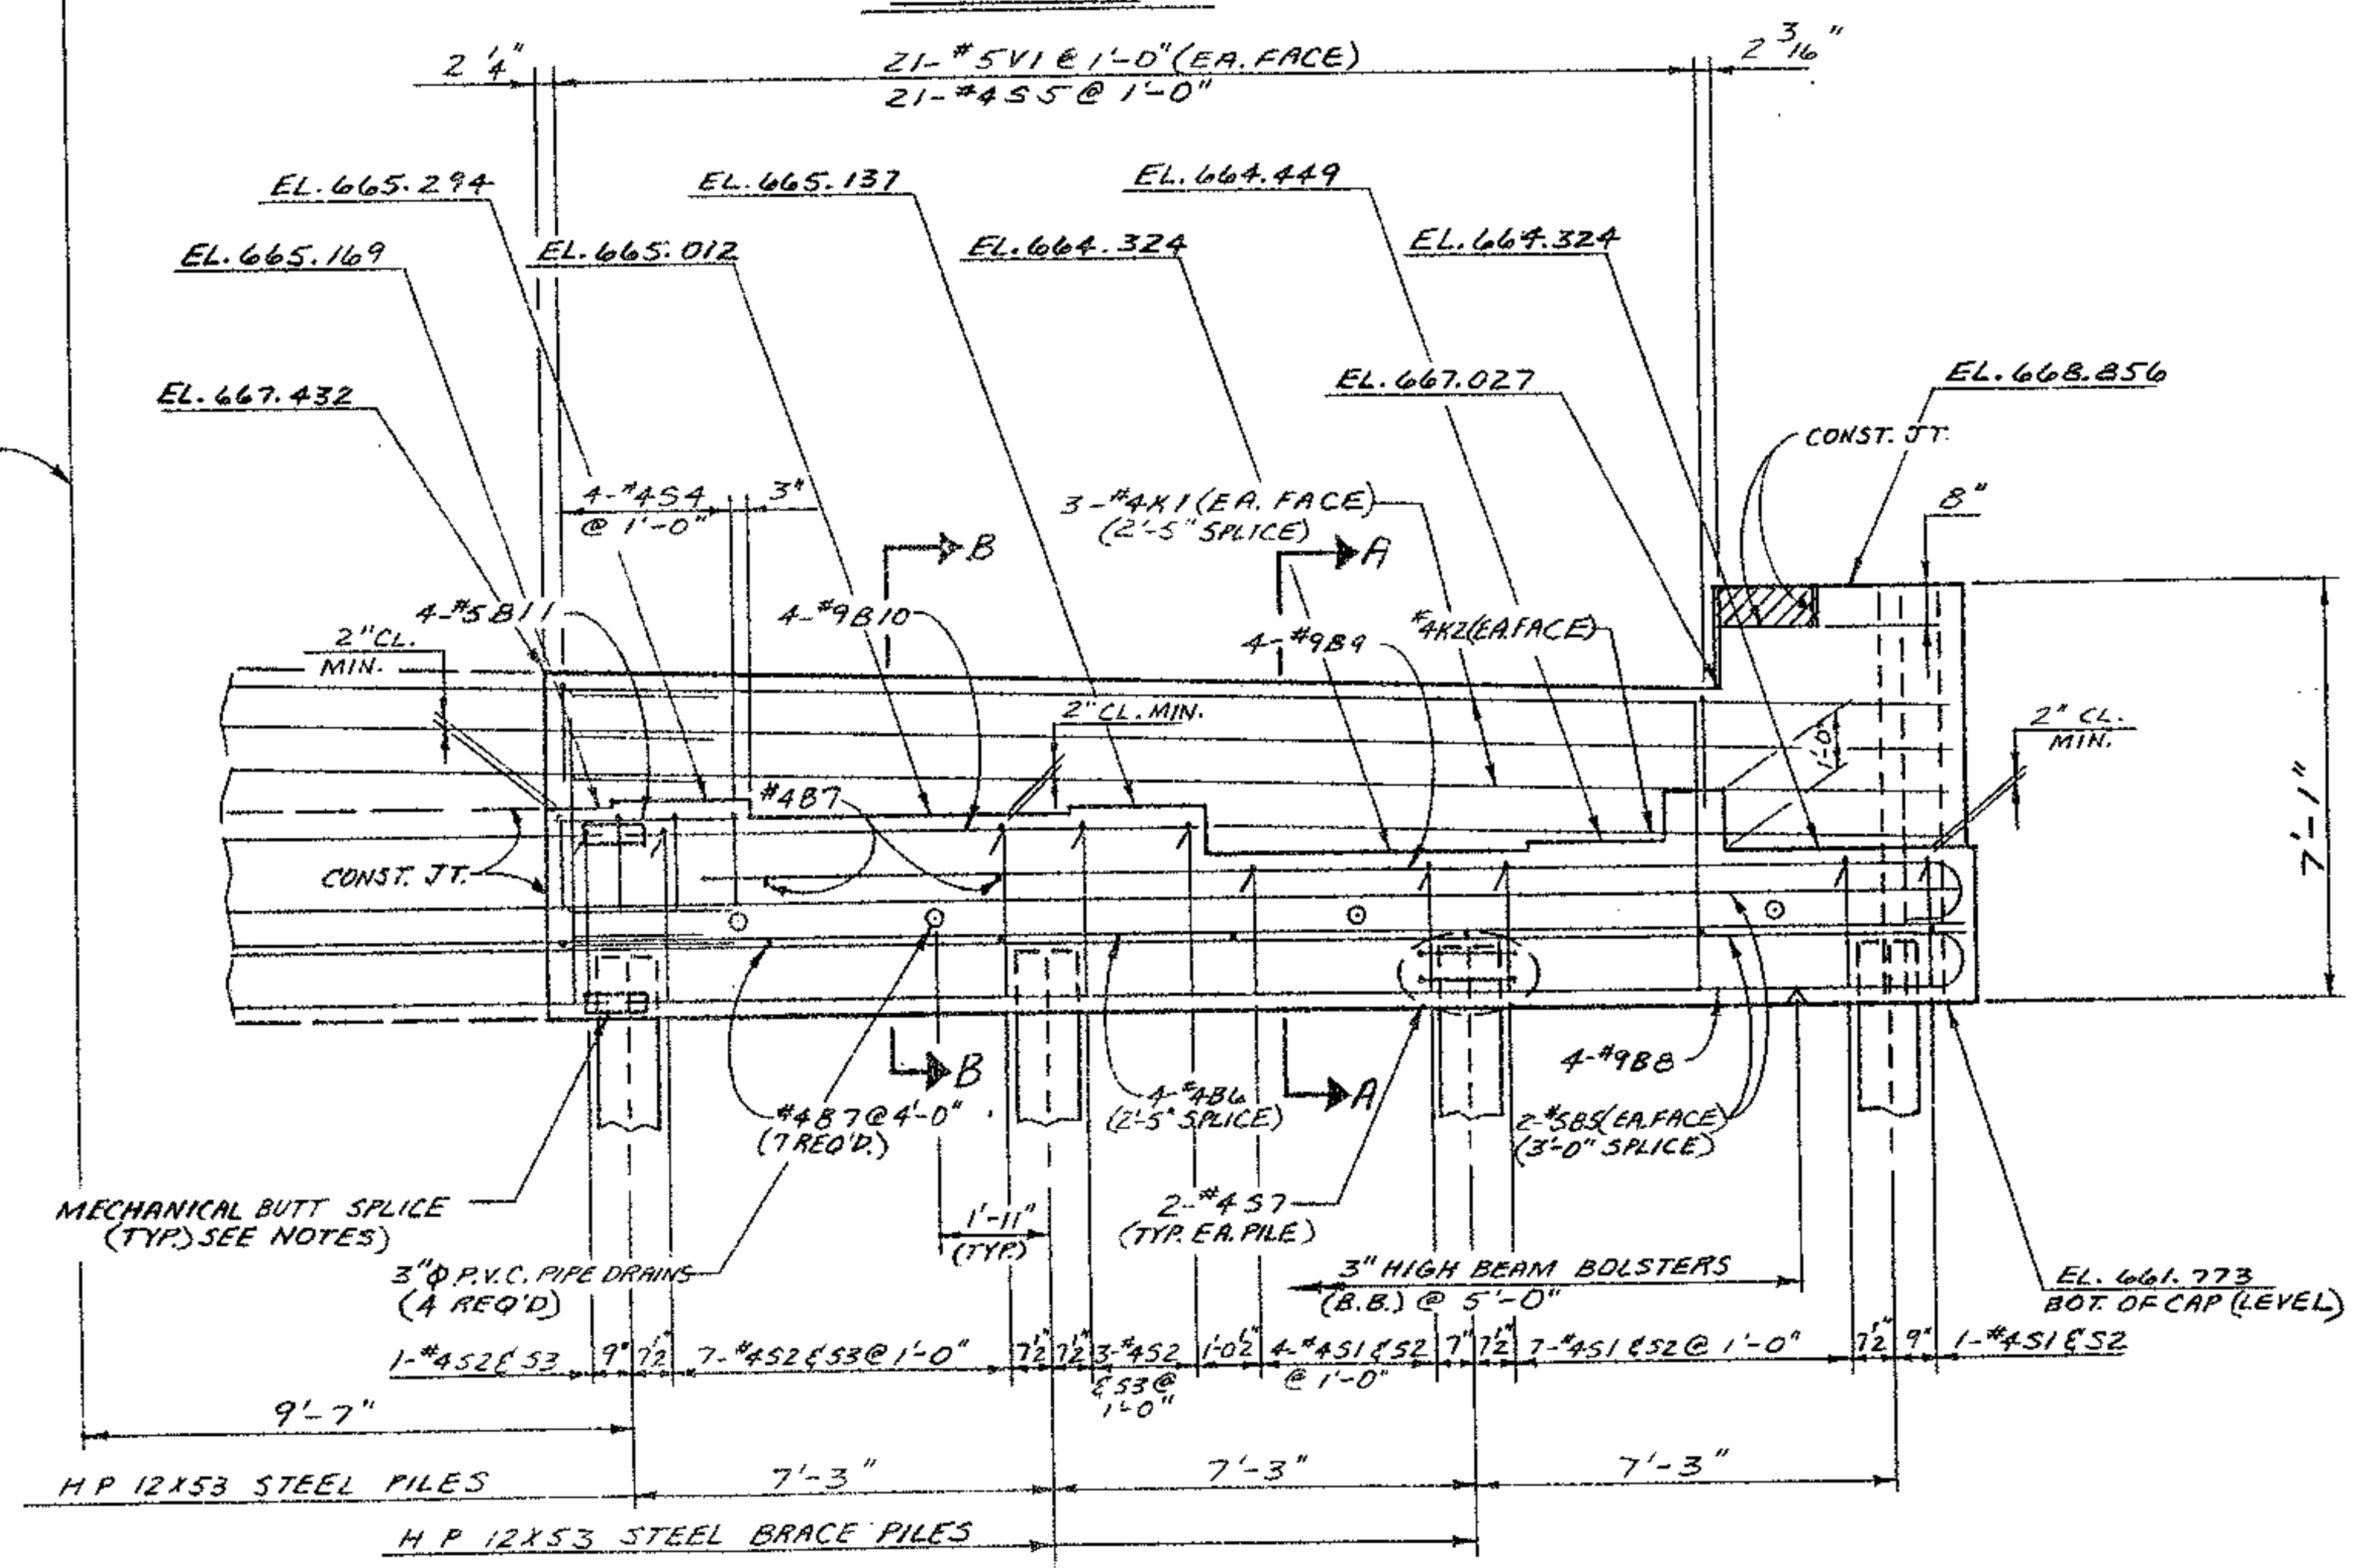 2 1/4"
21-#5V1 @ 1'-0" (EA. FACE)
21-#4S5 @ 1'-0"
2 3/16"
EL. 665.294
EL. 665.137
EL. 664.449
EL. 665.169
EL. 665.012
EL. 664.324
EL. 664.324
EL. 667.432
EL. 667.027
EL. 668.856
CONST. JT.
4-#4S4
@ 1'-0"
3"
3-#4K1 (EA. FACE)
(2'-5" SPLICE)
8"
B
A
4-#5B11
4-#9B10
4-#9B9
#4K2 (EA. FACE)
2" CL.
MIN.
2" CL. MIN.
1'-0"
2" CL.
MIN.
#4B7
7'-1"
CONST. JT.
B
A
4-#9B8
#4B7 @ 4'-0"
(7 REQ'D.)
4-#4B6
(2'-5" SPLICE)
2-#5B5 (EA. FACE)
(3'-0" SPLICE)
MECHANICAL BUTT SPLICE
(TYP.) SEE NOTES)
1'-11"
(TYP.)
2-#4S7
(TYP. EA. PILE)
3"Φ P.V.C. PIPE DRAINS
(4 REQ'D)
3" HIGH BEAM BOLSTERS
(B.B.) @ 5'-0"
EL. 661.773
BOT. OF CAP (LEVEL)
1-#4S2 & S3
9"
7 1/2"
7-#4S2 & S3 @ 1'-0"
7 1/2"
7 1/2"
3-#4S2
& S3 @
1'-0"
1'-0 1/2"
4-#4S1 & S2
@ 1'-0"
7"
7 1/2"
7-#4S1 & S2 @ 1'-0"
7 1/2"
9"
1-#4S1 & S2
9'-7"
HP 12X53 STEEL PILES
7'-3"
7'-3"
7'-3"
HP 12X53 STEEL BRACE PILES